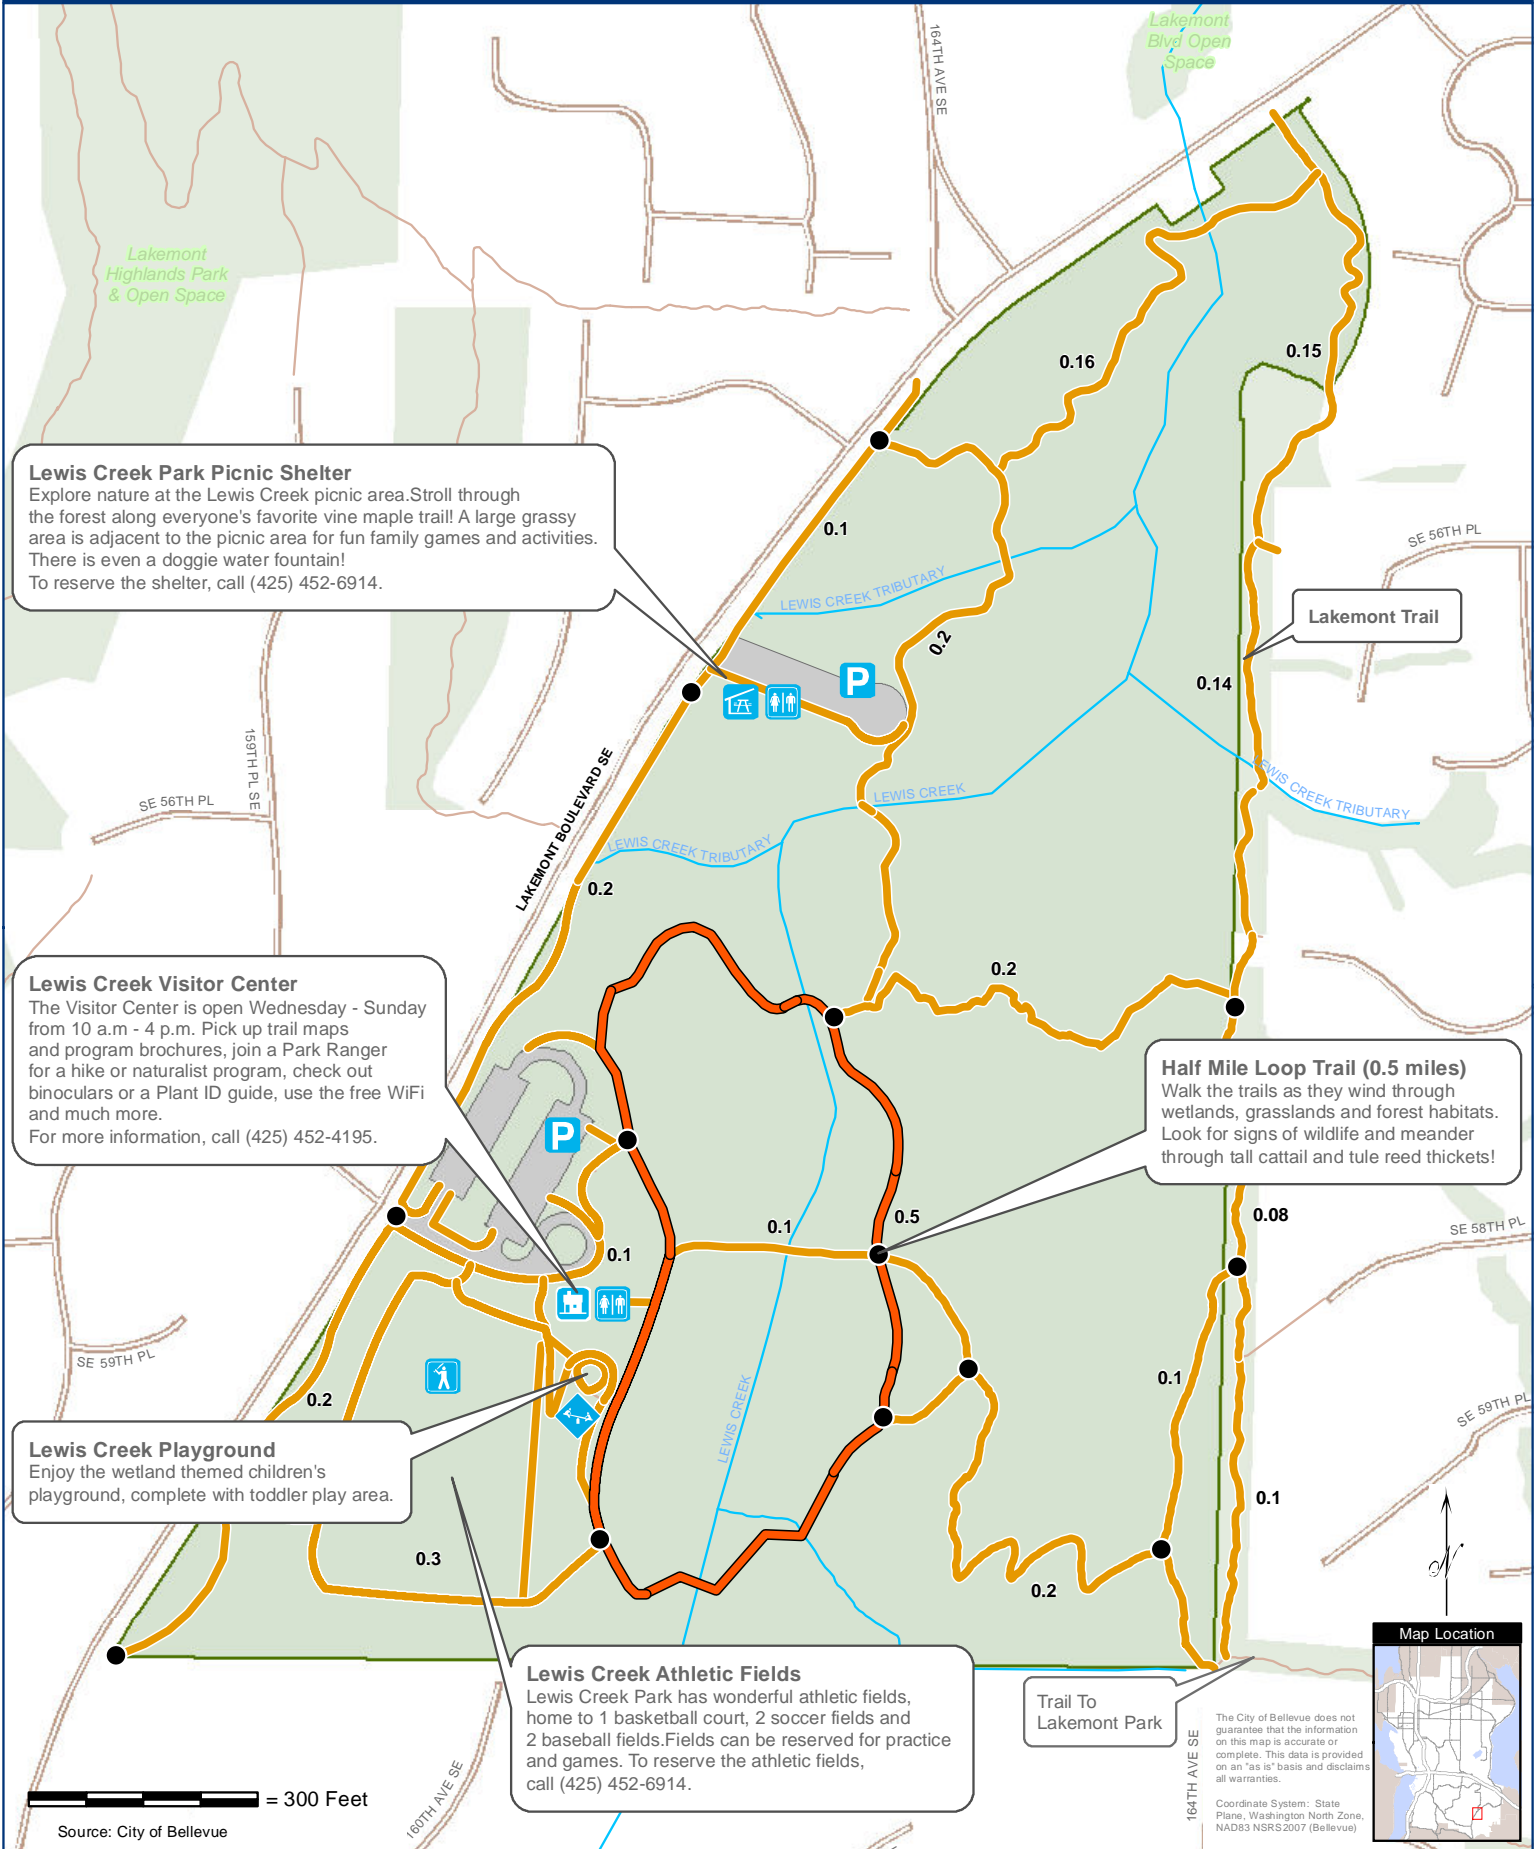 Lakemont
Blvd Open
Space
164TH AVE SE
Lakemont
Highlands Park
& Open Space
0.15
0.16
Lewis Creek Park Picnic Shelter
Explore nature at the Lewis Creek picnic area.Stroll through
the forest along everyone's favorite vine maple trail! A large grassy
area is adjacent to the picnic area for fun family games and activities.
There is even a doggie water fountain!
To reserve the shelter, call (425) 452-6914.
0.1
SE 56TH PL
LEWIS CREEK TRIBUTARY
Lakemont Trail
0.2
0.14
P
159TH PL SE
SE 56TH PL
LAKEMONT BOULEVARD SE
LEWIS CREEK
LEWIS CREEK TRIBUTARY
LEWIS CREEK TRIBUTARY
0.2
0.2
Lewis Creek Visitor Center
The Visitor Center is open Wednesday - Sunday
from 10 a.m - 4 p.m. Pick up trail maps
and program brochures, join a Park Ranger
for a hike or naturalist program, check out
binoculars or a Plant ID guide, use the free WiFi
and much more.
For more information, call (425) 452-4195.
Half Mile Loop Trail (0.5 miles)
Walk the trails as they wind through
wetlands, grasslands and forest habitats.
Look for signs of wildlife and meander
through tall cattail and tule reed thickets!
P
0.5
0.1
0.08
SE 58TH PL
0.1
SE 59TH PL
0.1
0.2
LEWIS CREEK
SE 59TH PL
Lewis Creek Playground
Enjoy the wetland themed children's
playground, complete with toddler play area.
0.1
0.3
0.2
N
Map Location
Lewis Creek Athletic Fields
Lewis Creek Park has wonderful athletic fields,
home to 1 basketball court, 2 soccer fields and
2 baseball fields.Fields can be reserved for practice
and games. To reserve the athletic fields,
call (425) 452-6914.
Trail To
Lakemont Park
164TH AVE SE
The City of Bellevue does not
guarantee that the information
on this map is accurate or
complete. This data is provided
on an "as is" basis and disclaims
all warranties.
Coordinate System: State
Plane, Washington North Zone,
NAD83 NSRS2007 (Bellevue)
= 300 Feet
160TH AVE SE
Source: City of Bellevue